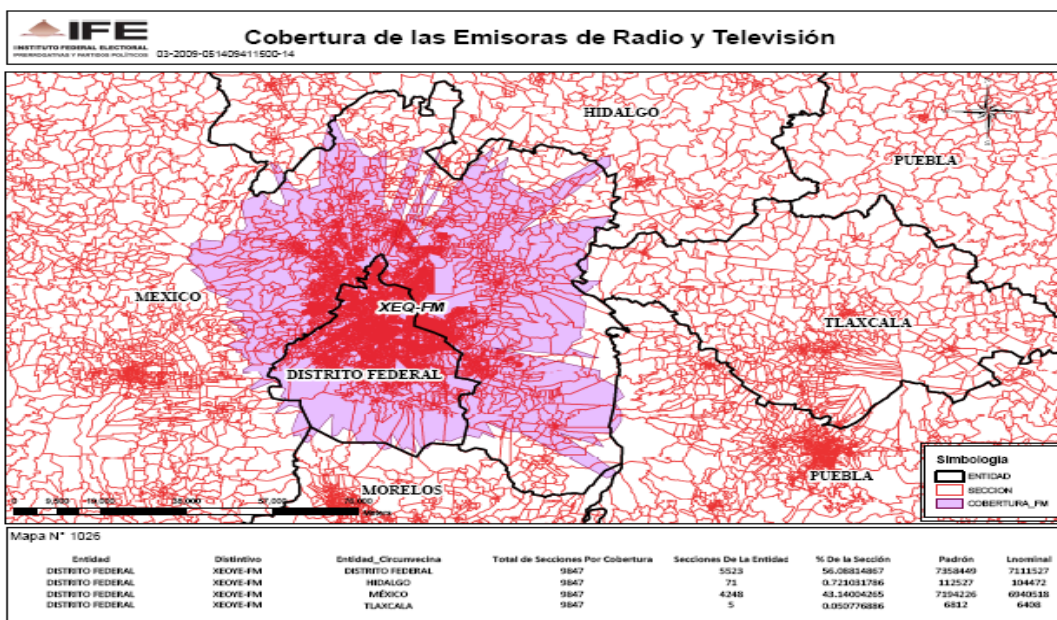 IFE
INSTITUTO FEDERAL ELECTORAL
PRERROGATIVAS Y PARTIDOS POLÍTICOS
03-2009-051409411500-14
Cobertura de las Emisoras de Radio y Televisión
HIDALGO
PUEBLA
MEXICO
XEQ-FM
TLAXCALA
DISTRITO FEDERAL
PUEBLA
MORELOS
Simbología
ENTIDAD
SECCION
COBERTURA_FM
Mapa N° 1026
Entidad Distintivo Entidad_Circunvecina Total de Secciones Por Cobertura Secciones De La Entidad % De la Sección Padrón Lnominal
DISTRITO FEDERAL XEOYE-FM DISTRITO FEDERAL 9847 5523 56.08814867 7358449 7111527
DISTRITO FEDERAL XEOYE-FM HIDALGO 9847 71 0.721031786 112527 104472
DISTRITO FEDERAL XEOYE-FM MÉXICO 9847 4248 43.14004265 7194226 6940518
DISTRITO FEDERAL XEOYE-FM TLAXCALA 9847 5 0.050776886 6812 6408